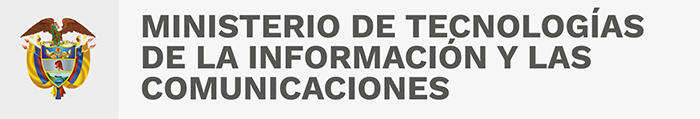 MINISTERIO DE TECNOLOGÍAS
DE LA INFORMACIÓN Y LAS
COMUNICACIONES